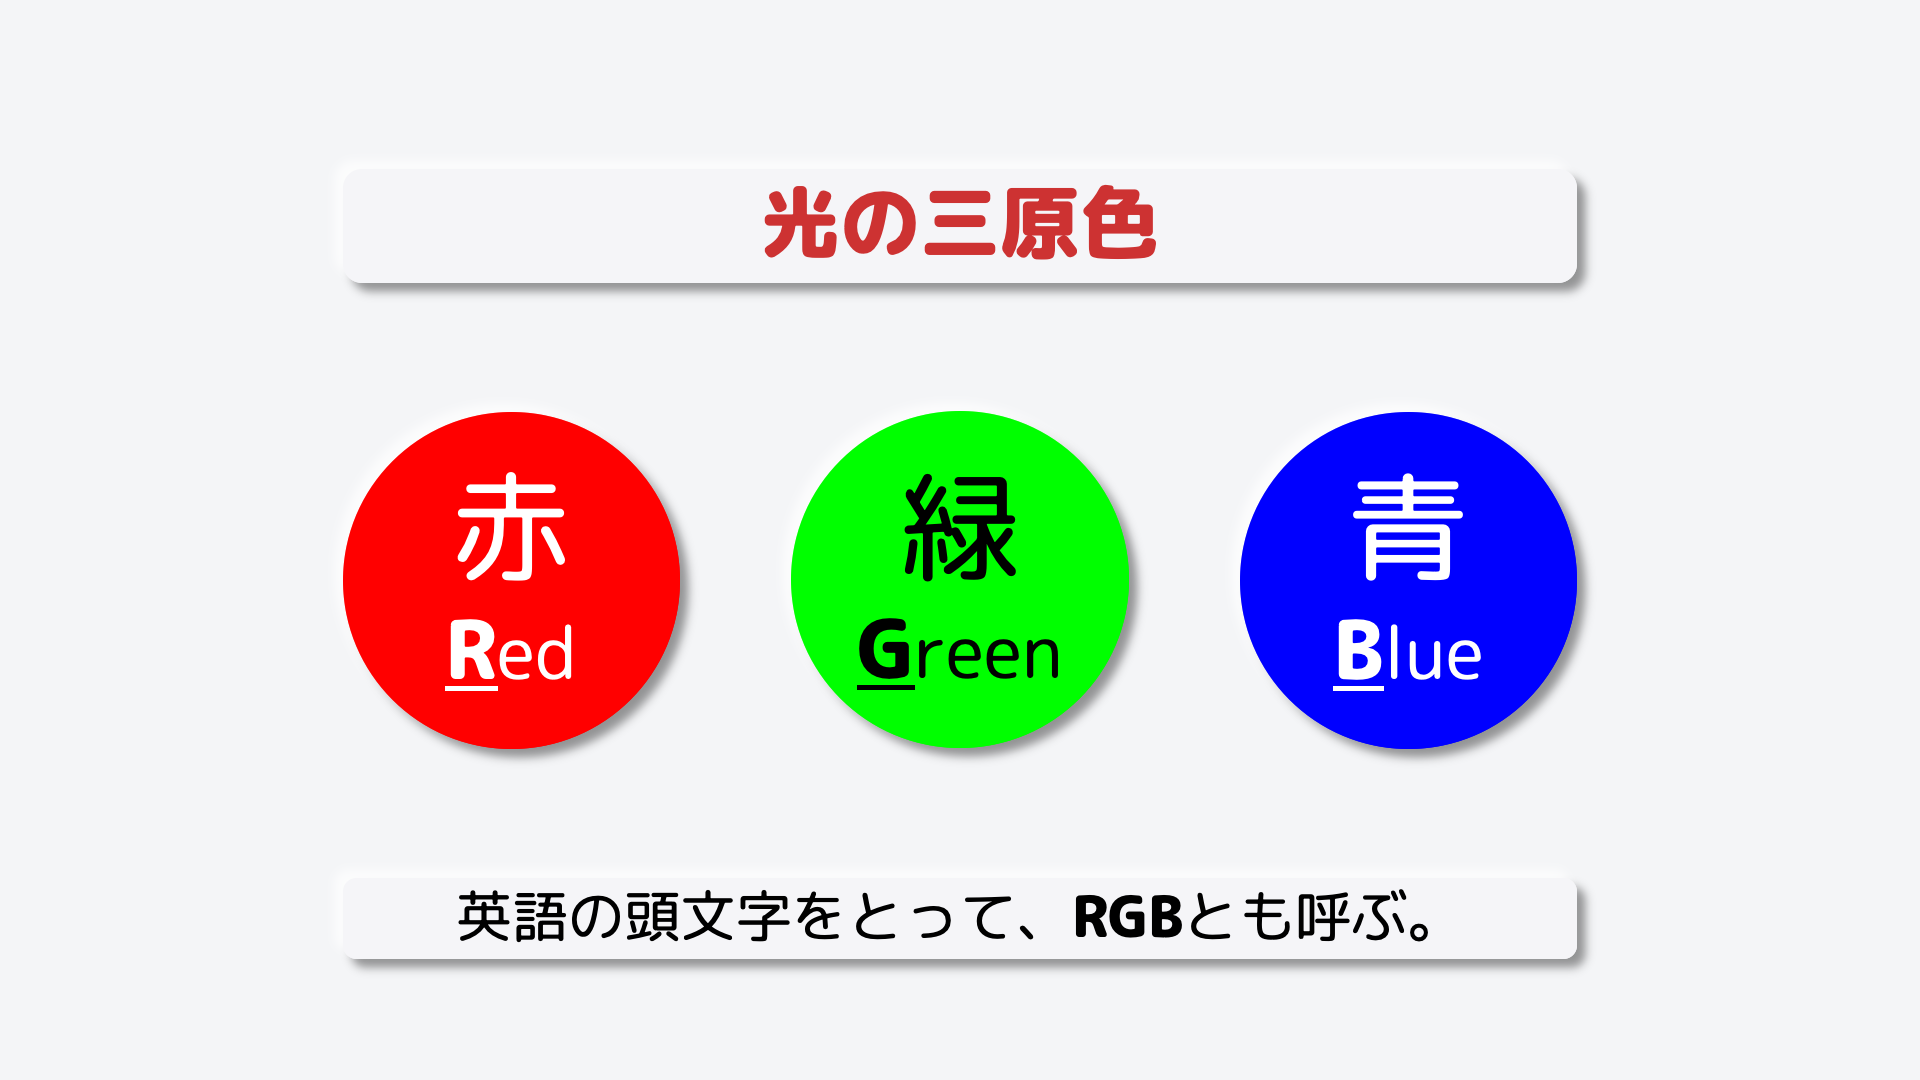 光の三原色
赤
Red
緑
Green
青
Blue
英語の頭文字をとって、RGBとも呼ぶ。